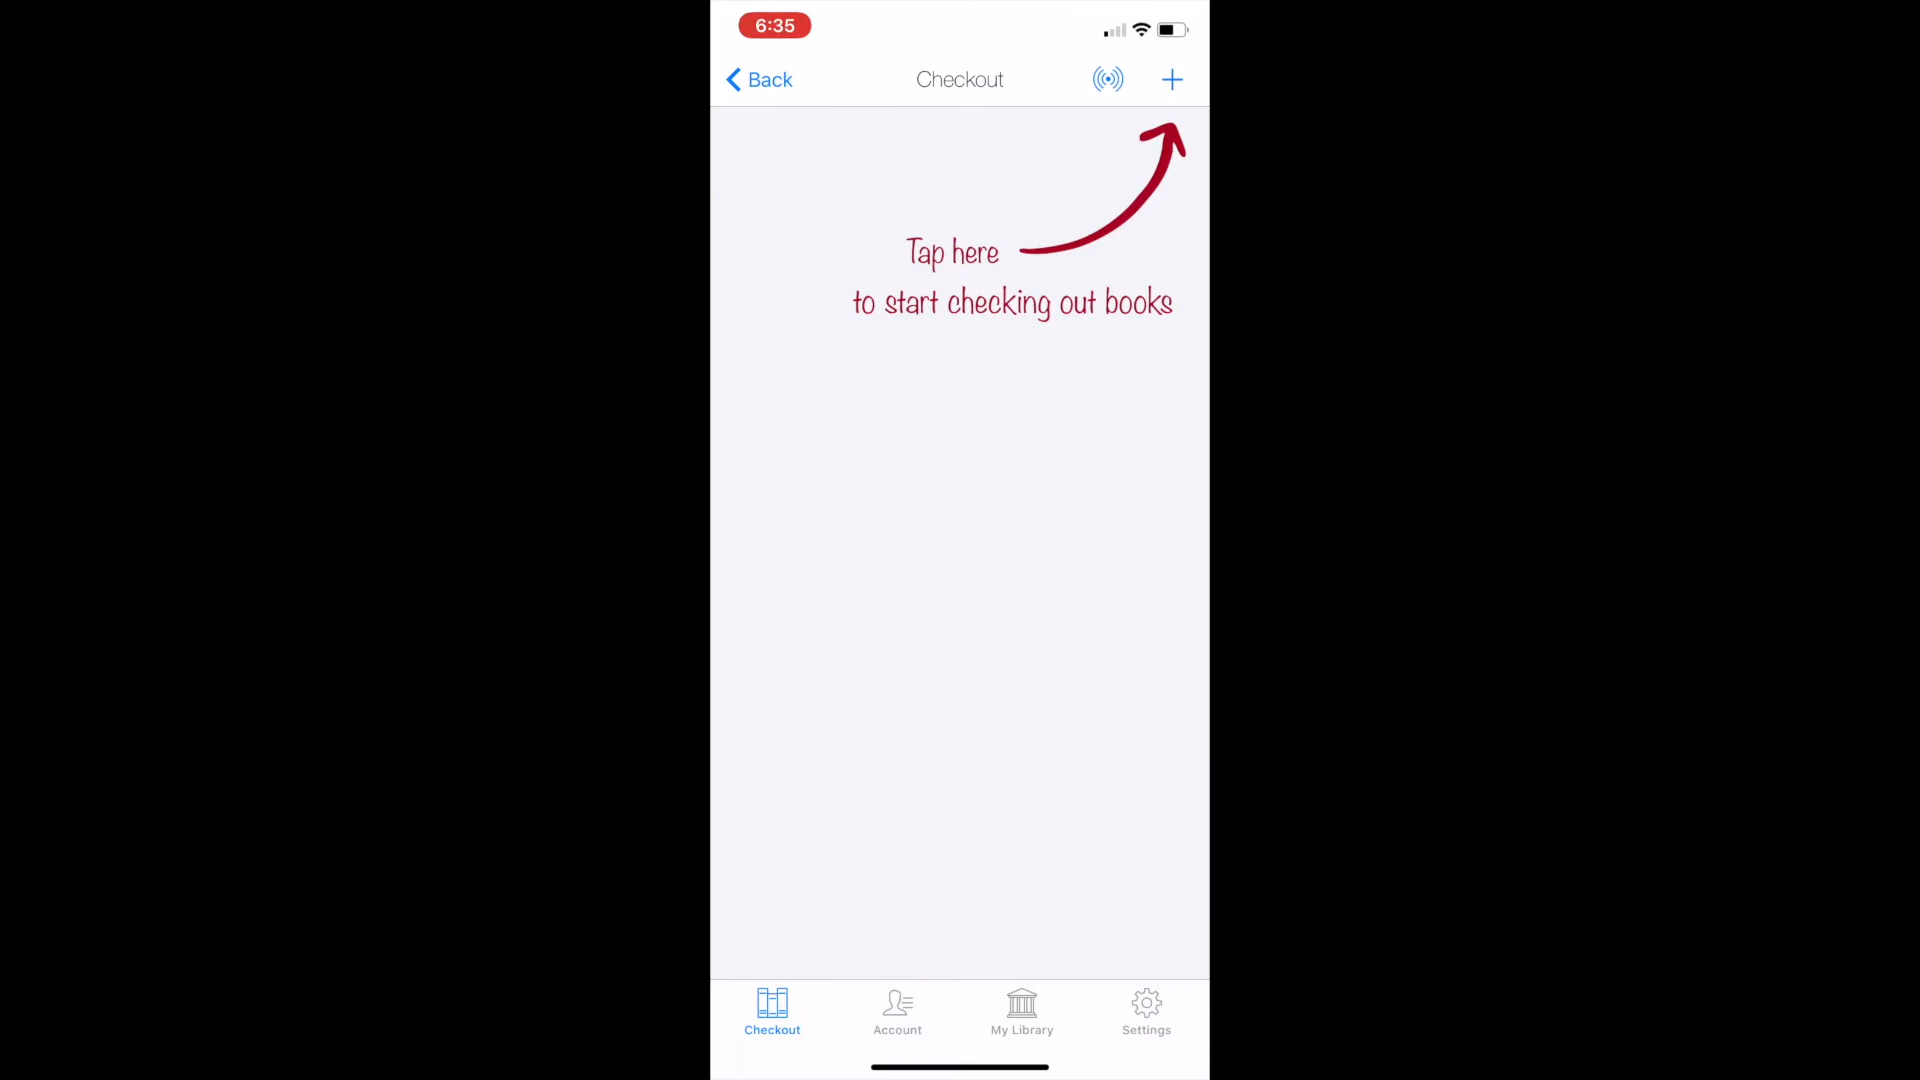 6:35
Back
Checkout
Tap here
to start checking out books
Checkout
Account
My Library
Settings